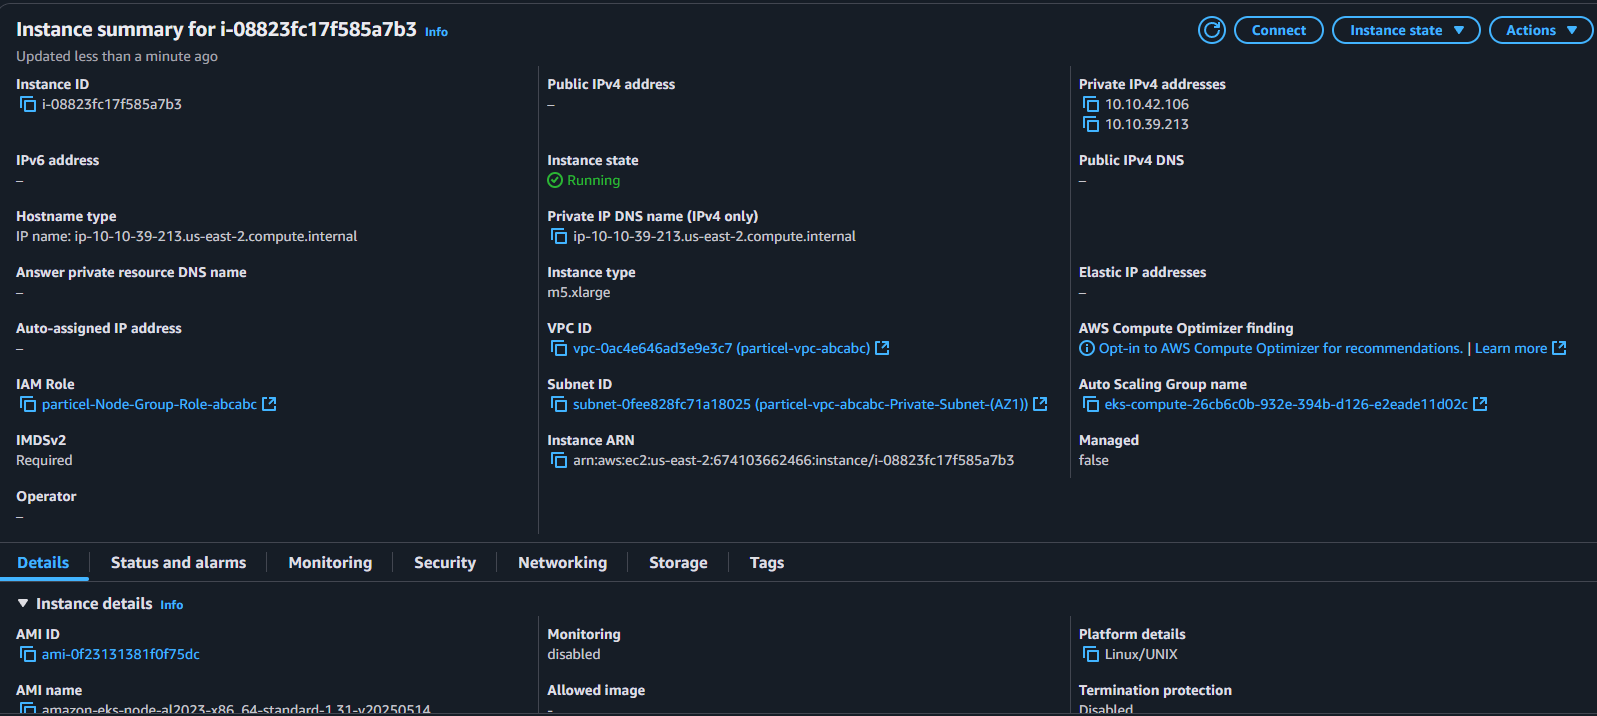 Instance summary for i-08823fc17f585a7b3 Info
Connect
Instance state
Actions
Updated less than a minute ago
Instance ID
i-08823fc17f585a7b3
Public IPv4 address
–
Private IPv4 addresses
10.10.42.106
10.10.39.213
IPv6 address
–
Instance state
Running
Public IPv4 DNS
–
Hostname type
IP name: ip-10-10-39-213.us-east-2.compute.internal
Private IP DNS name (IPv4 only)
ip-10-10-39-213.us-east-2.compute.internal
Answer private resource DNS name
–
Instance type
m5.xlarge
Elastic IP addresses
–
Auto-assigned IP address
–
VPC ID
vpc-0ac4e646ad3e9e3c7 (particel-vpc-abcabc)
AWS Compute Optimizer finding
Opt-in to AWS Compute Optimizer for recommendations. | Learn more
IAM Role
particel-Node-Group-Role-abcabc
Subnet ID
subnet-0fee828fc71a18025 (particel-vpc-abcabc-Private-Subnet-(AZ1))
Auto Scaling Group name
eks-compute-26cb6c0b-932e-394b-d126-e2eade11d02c
IMDSv2
Required
Instance ARN
arn:aws:ec2:us-east-2:674103662466:instance/i-08823fc17f585a7b3
Managed
false
Operator
–
Details
Status and alarms
Monitoring
Security
Networking
Storage
Tags
Instance details Info
AMI ID
ami-0f23131381f0f75dc
Monitoring
disabled
Platform details
Linux/UNIX
AMI name
amazon-eks-node-al2023-x86_64-standard-1.31-v20250514
Allowed image
-
Termination protection
Disabled